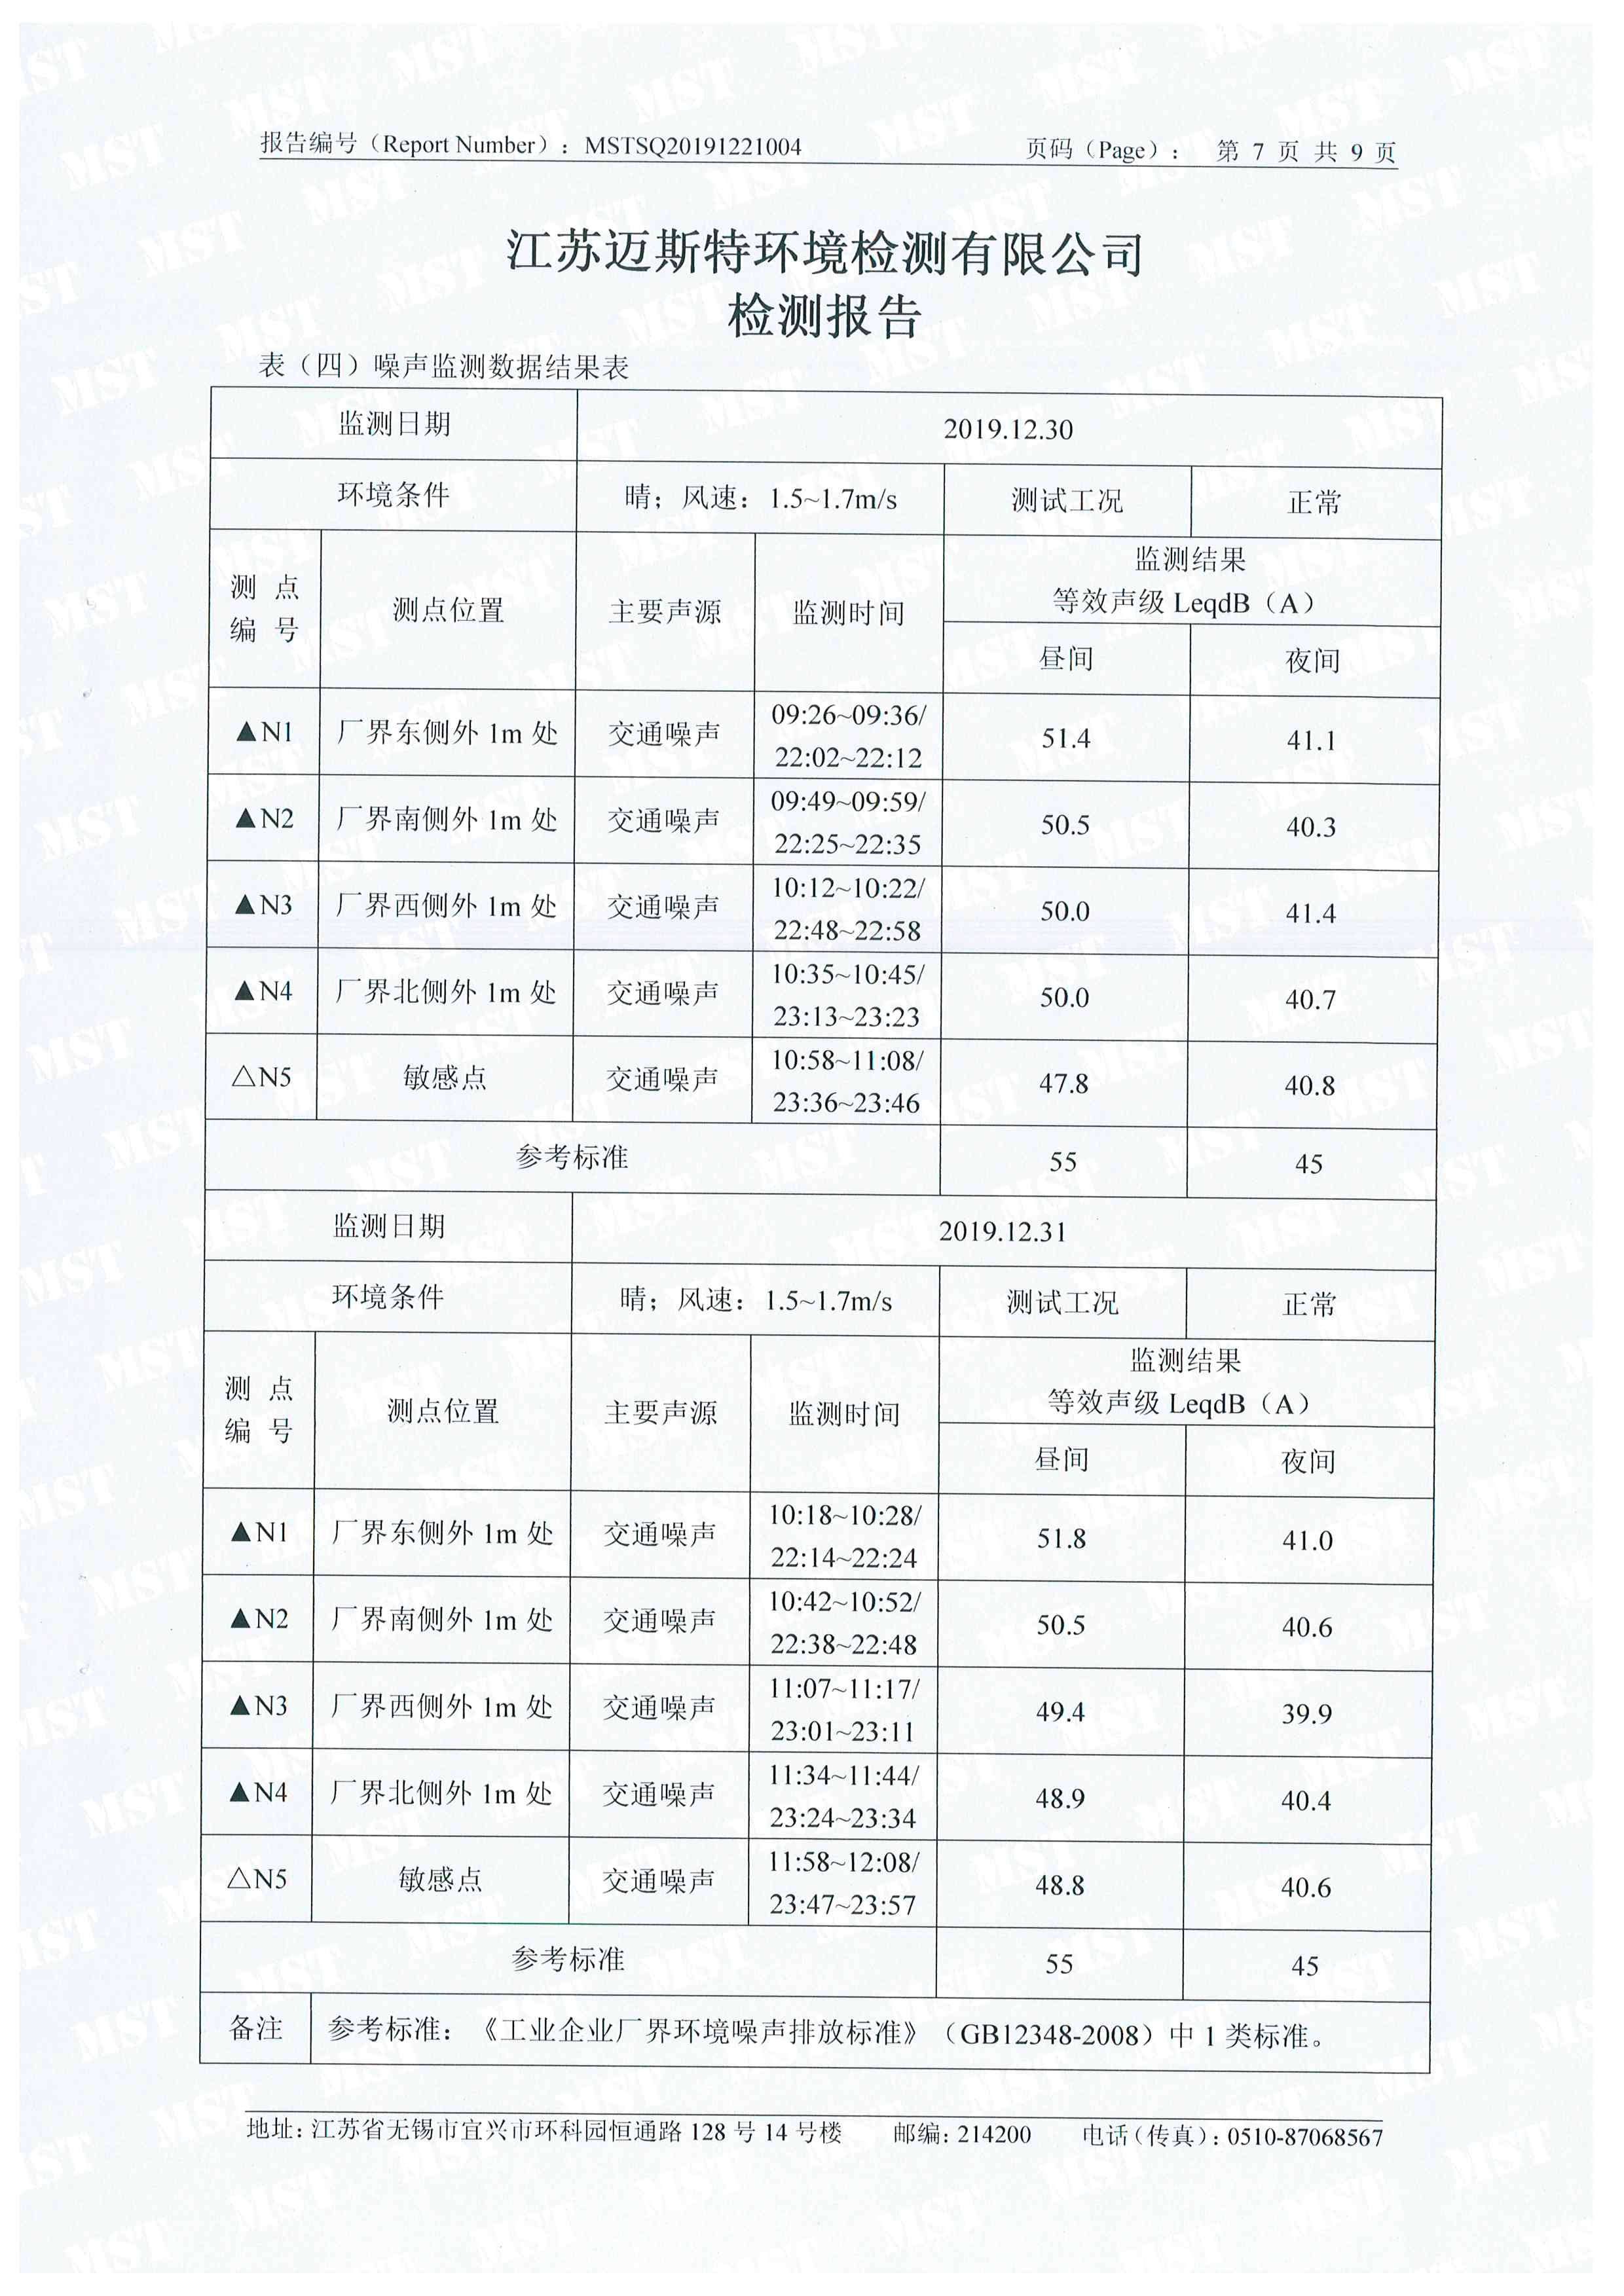 报告编号（Report Number）：MSTSQ20191221004 页码（Page）： 第 7 页 共 9 页
江苏迈斯特环境检测有限公司
检测报告
表（四）噪声监测数据结果表
监测日期 2019.12.30
环境条件 晴；风速：1.5~1.7m/s 测试工况 正常
测点编号 测点位置 主要声源 监测时间 监测结果
等效声级 LeqdB（A）
昼间 夜间
▲N1 厂界东侧外 1m 处 交通噪声 09:26~09:36/
22:02~22:12 51.4 41.1
▲N2 厂界南侧外 1m 处 交通噪声 09:49~09:59/
22:25~22:35 50.5 40.3
▲N3 厂界西侧外 1m 处 交通噪声 10:12~10:22/
22:48~22:58 50.0 41.4
▲N4 厂界北侧外 1m 处 交通噪声 10:35~10:45/
23:13~23:23 50.0 40.7
△N5 敏感点 交通噪声 10:58~11:08/
23:36~23:46 47.8 40.8
参考标准 55 45
监测日期 2019.12.31
环境条件 晴；风速：1.5~1.7m/s 测试工况 正常
测点编号 测点位置 主要声源 监测时间 监测结果
等效声级 LeqdB（A）
昼间 夜间
▲N1 厂界东侧外 1m 处 交通噪声 10:18~10:28/
22:14~22:24 51.8 41.0
▲N2 厂界南侧外 1m 处 交通噪声 10:42~10:52/
22:38~22:48 50.5 40.6
▲N3 厂界西侧外 1m 处 交通噪声 11:07~11:17/
23:01~23:11 49.4 39.9
▲N4 厂界北侧外 1m 处 交通噪声 11:34~11:44/
23:24~23:34 48.9 40.4
△N5 敏感点 交通噪声 11:58~12:08/
23:47~23:57 48.8 40.6
参考标准 55 45
备注 参考标准：《工业企业厂界环境噪声排放标准》（GB12348-2008）中 1 类标准。
地址：江苏省无锡市宜兴市环科园恒通路 128 号 14 号楼 邮编：214200 电话（传真）：0510-87068567